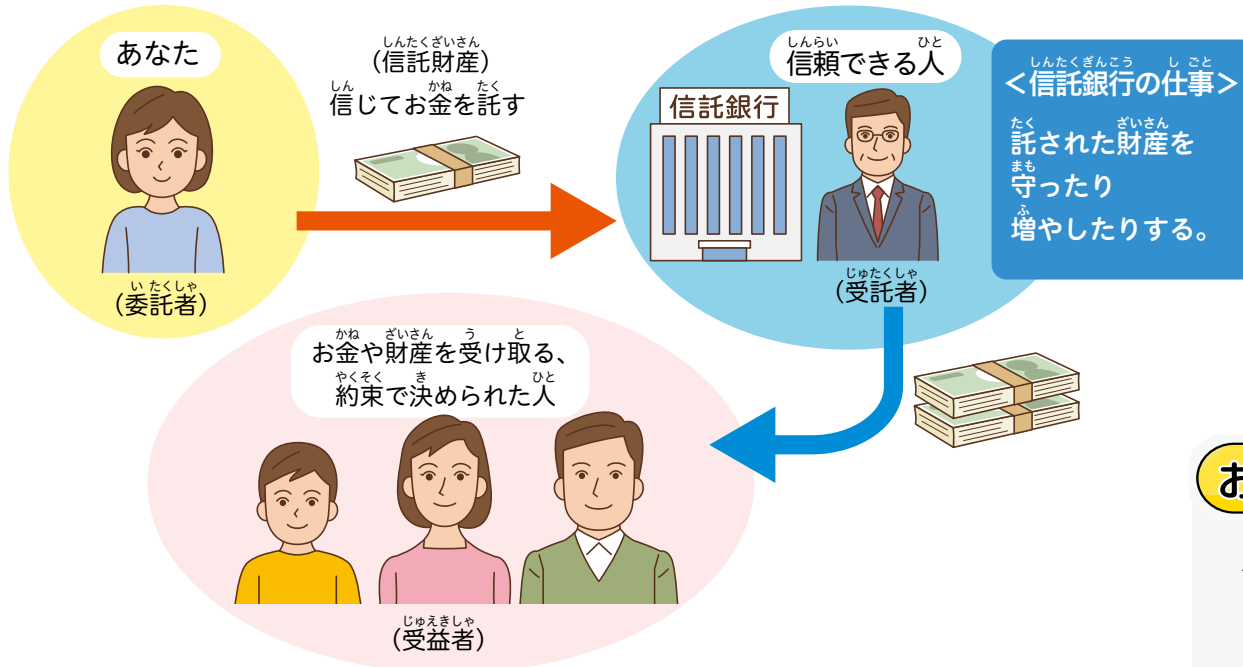 あなた
(委託者)
(信託財産)
信じてお金を託す
信頼できる人
信託銀行
(受託者)
<信託銀行の仕事>
託された財産を
守ったり
増やしたりする。
お金や財産を受け取る、
約束で決められた人
(受益者)
お